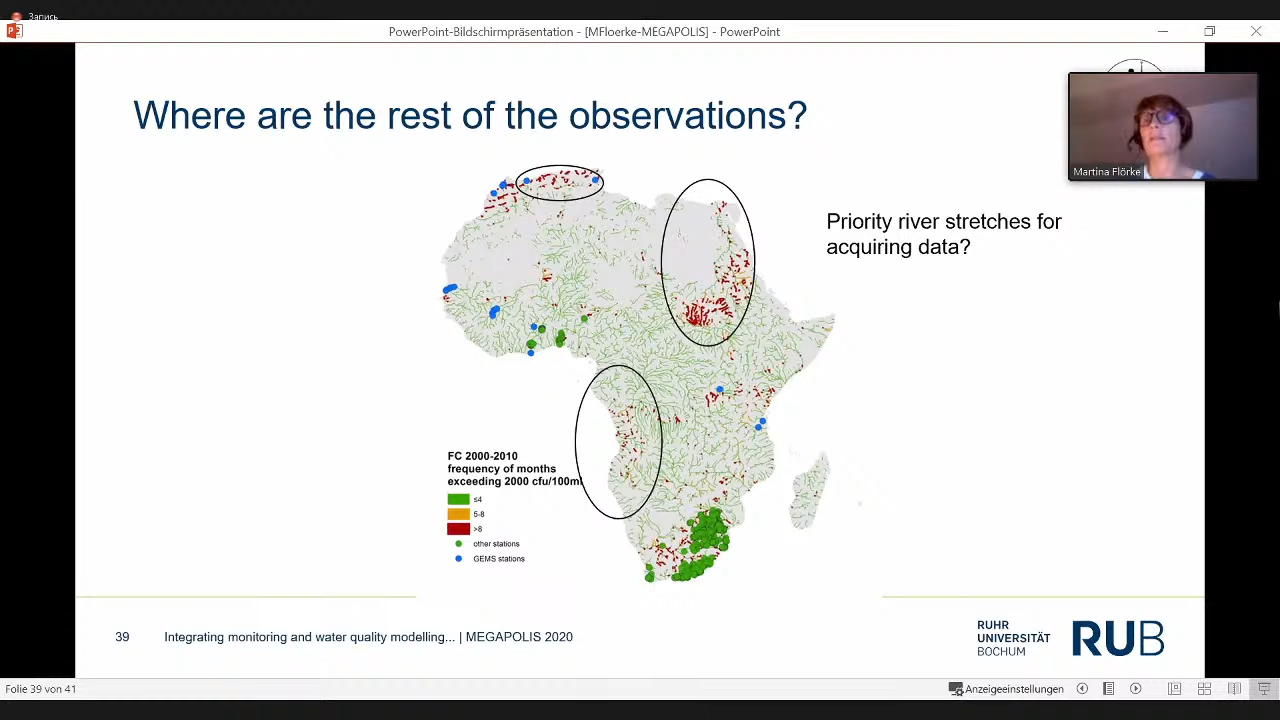 Запись
PowerPoint-Bildschirmpräsentation - [MFloerke-MEGAPOLIS] - PowerPoint
Where are the rest of the observations?
Martina Flörke
Priority river stretches for
acquiring data?
FC 2000-2010
frequency of months
exceeding 2000 cfu/100ml
≤4
5-8
>8
other stations
GEMS stations
39 Integrating monitoring and water quality modelling... | MEGAPOLIS 2020
RUHR
UNIVERSITÄT
BOCHUM
RUB
Folie 39 von 41
Anzeigeeinstellungen